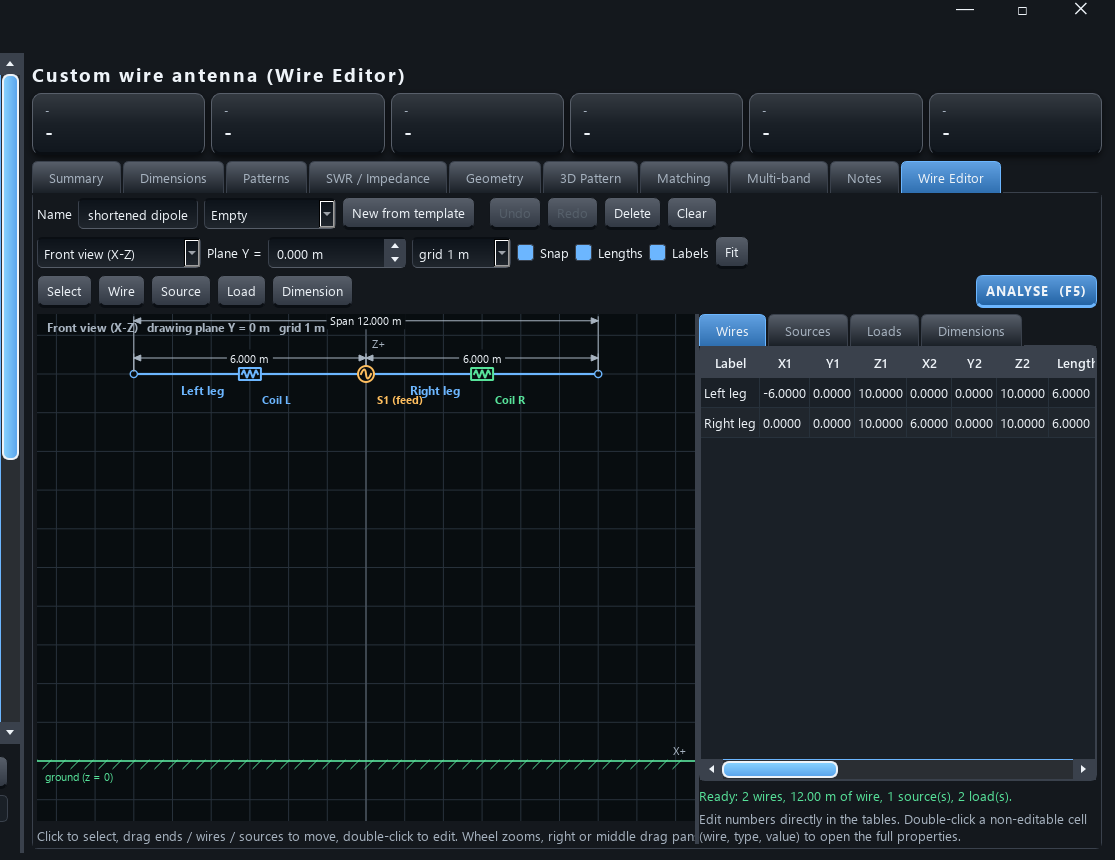 Custom wire antenna (Wire Editor)
- - - - - -
- - - - - -
Summary Dimensions Patterns SWR / Impedance Geometry 3D Pattern Matching Multi-band Notes Wire Editor
Name shortened dipole Empty New from template Undo Redo Delete Clear
Front view (X-Z) Plane Y = 0.000 m grid 1 m Snap Lengths Labels Fit
Select Wire Source Load Dimension ANALYSE (F5)
Span 12.000 m
Front view (X-Z) drawing plane Y = 0 m grid 1 m
Z+
6.000 m 6.000 m
Left leg Right leg
Coil L S1 (feed) Coil R
X+
ground (z = 0)
Click to select, drag ends / wires / sources to move, double-click to edit. Wheel zooms, right or middle drag pan
Wires Sources Loads Dimensions
Label X1 Y1 Z1 X2 Y2 Z2 Length
Left leg -6.0000 0.0000 10.0000 0.0000 0.0000 10.0000 6.0000
Right leg 0.0000 0.0000 10.0000 6.0000 0.0000 10.0000 6.0000
Ready: 2 wires, 12.00 m of wire, 1 source(s), 2 load(s).
Edit numbers directly in the tables. Double-click a non-editable cell
(wire, type, value) to open the full properties.